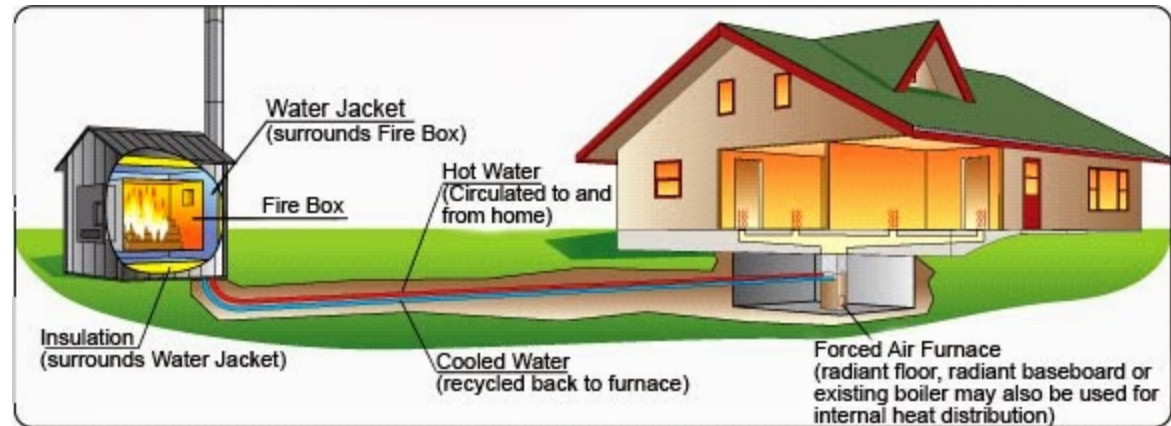 Water Jacket
(surrounds Fire Box)
Fire Box
Hot Water
(Circulated to and
from home)
Insulation
(surrounds Water Jacket)
Cooled Water
(recycled back to furnace)
Forced Air Furnace
(radiant floor, radiant baseboard or
existing boiler may also be used for
internal heat distribution)